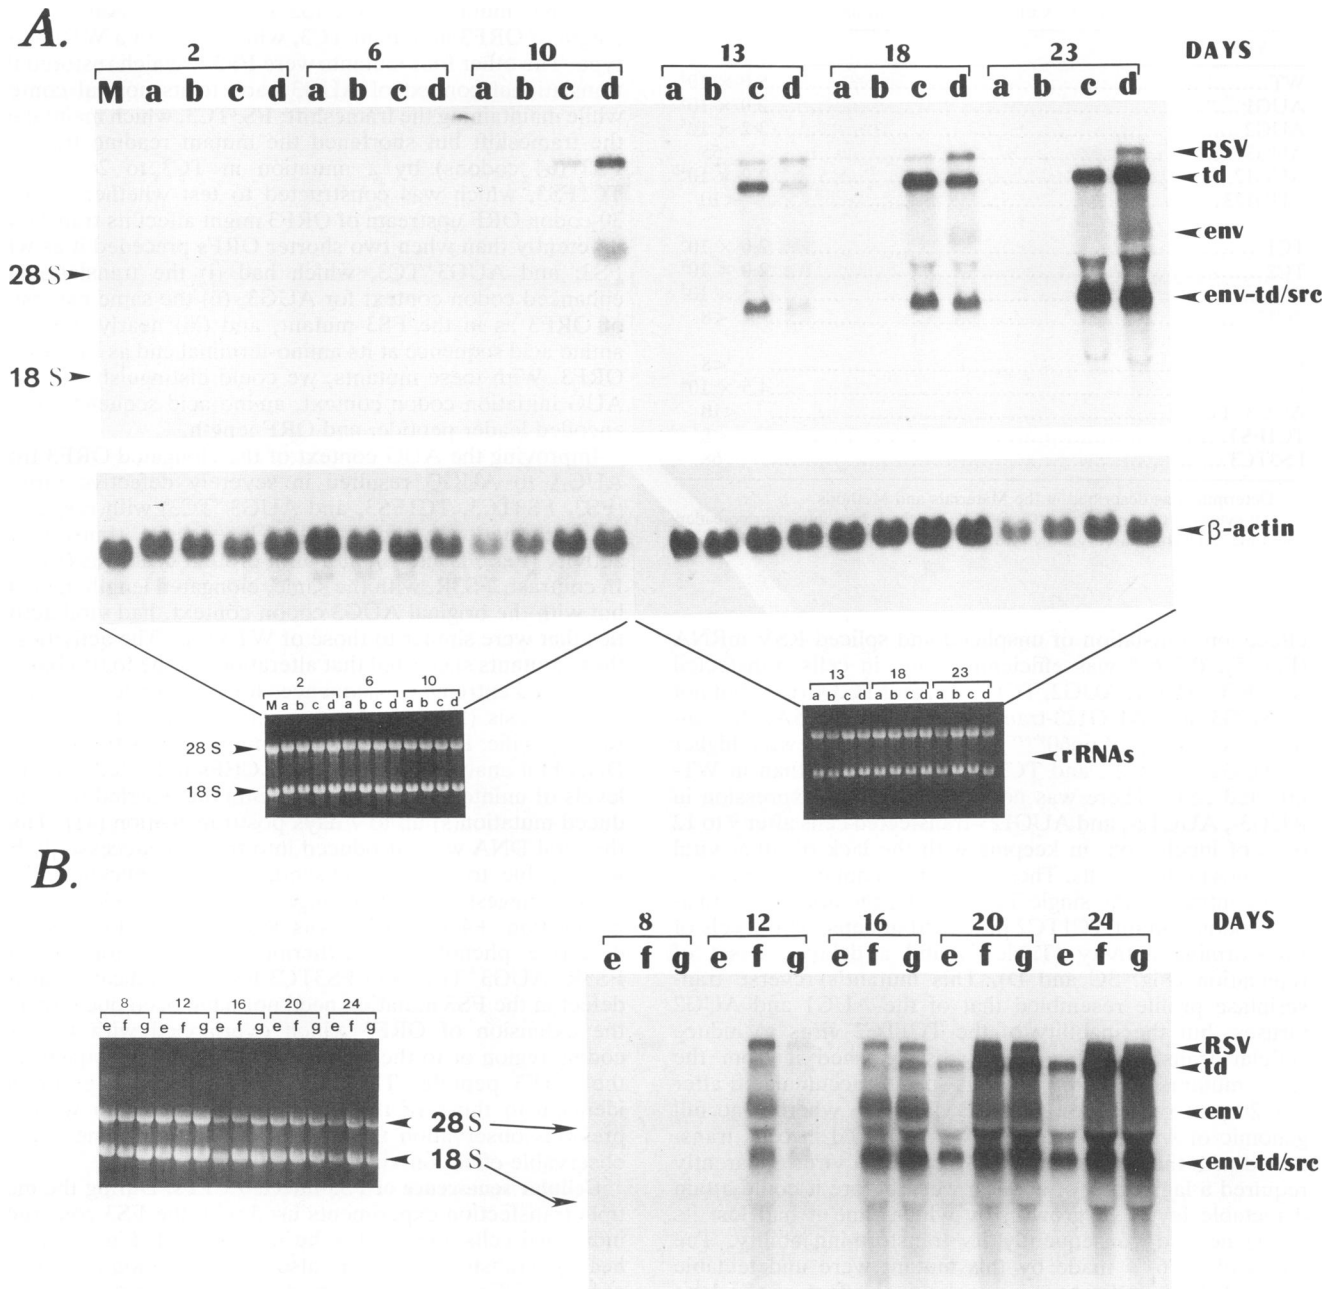 A.
2 6 10 13 18 23 DAYS
M a b c d a b c d a b c d a b c d a b c d a b c d
RSV
td
env
28 S
env-td/src
18 S
β-actin
2 6 10
M a b c d a b c d a b c d
28 S
18 S
13 18 23
a b c d a b c d a b c d
rRNAs
B.
8 12 16 20 24 DAYS
e f g e f g e f g e f g e f g
8 12 16 20 24
e f g e f g e f g e f g e f g
RSV
td
env
28 S
18 S
env-td/src